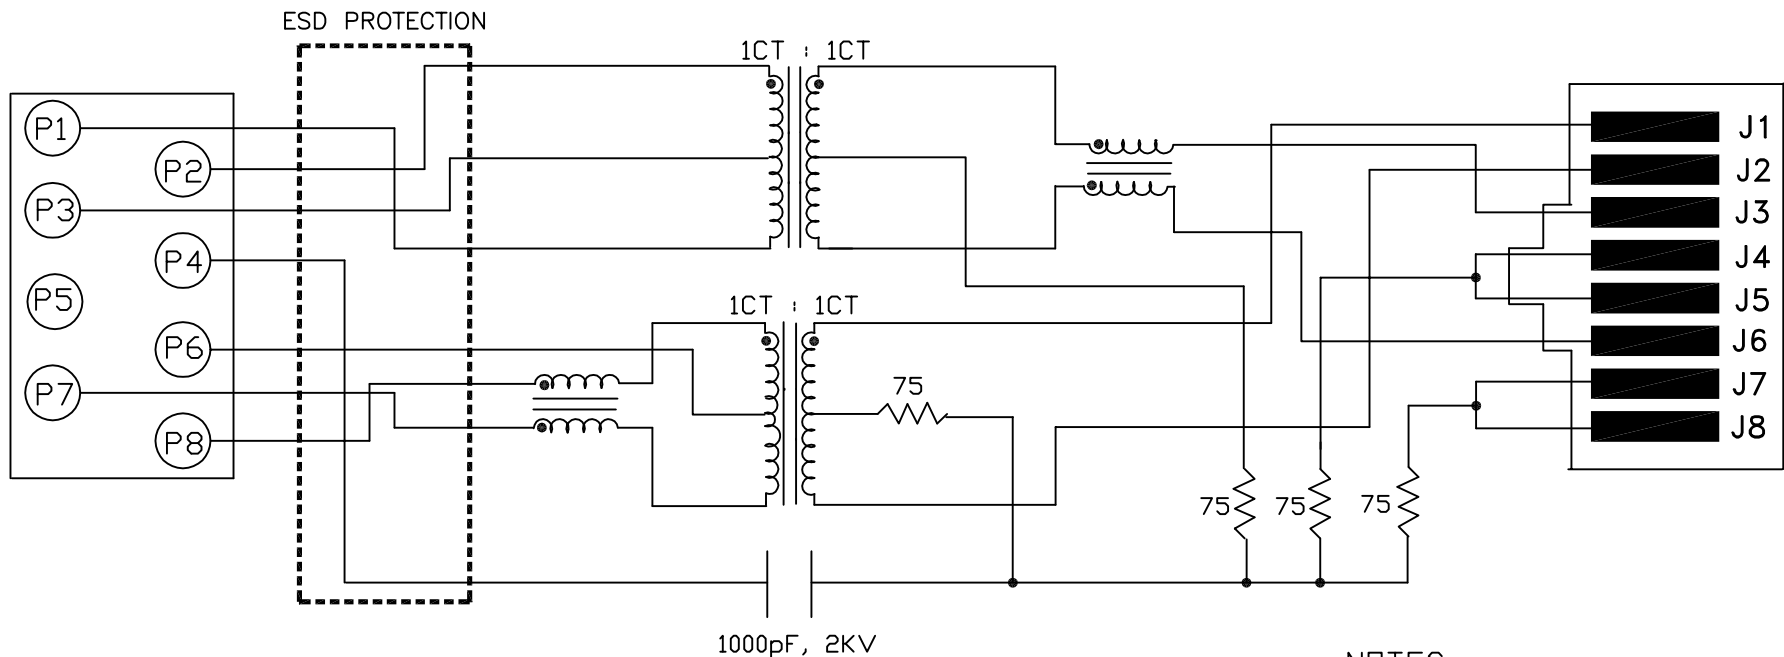 ESD PROTECTION
1CT : 1CT
P1
P2
P3
P4
P5
P6
P7
P8
1CT : 1CT
75
75
75
75
1000pF, 2KV
J1
J2
J3
J4
J5
J6
J7
J8